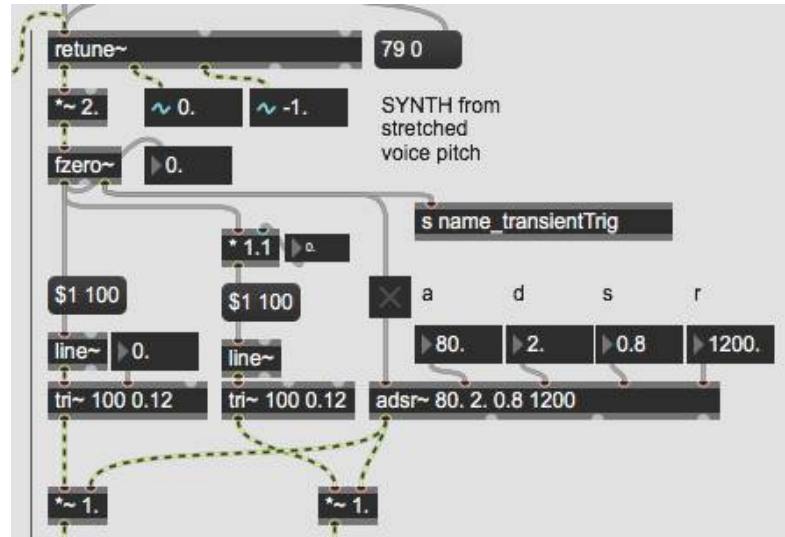 retune~
79 0
*~ 2.
0.
-1.
SYNTH from
stretched
voice pitch
fzero~
0.
s name_transientTrig
* 1.1
0.
$1 100
$1 100
a
d
s
r
line~
0.
line~
80.
2.
0.8
1200.
tri~ 100 0.12
tri~ 100 0.12
adsr~ 80. 2. 0.8 1200
*~ 1.
*~ 1.